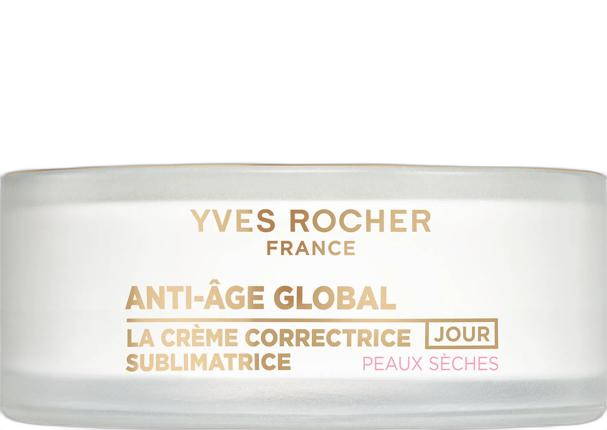 YVES ROCHER
FRANCE
ANTI-ÂGE GLOBAL
LA CRÈME CORRECTRICE JOUR
SUBLIMATRICE PEAUX SÈCHES